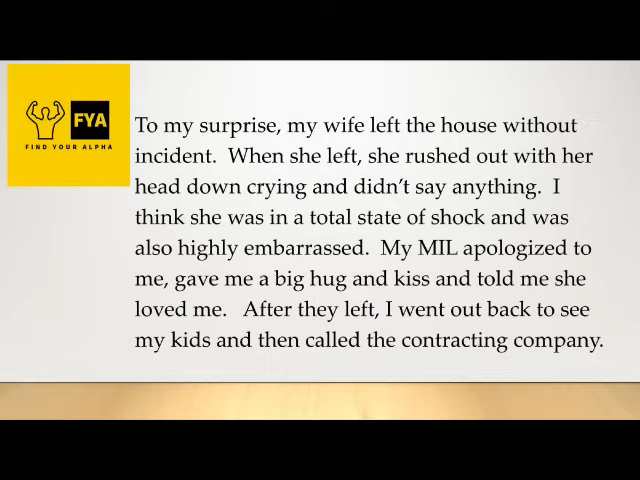 FYA
FIND YOUR ALPHA
To my surprise, my wife left the house without
incident. When she left, she rushed out with her
head down crying and didn’t say anything. I
think she was in a total state of shock and was
also highly embarrassed. My MIL apologized to
me, gave me a big hug and kiss and told me she
loved me. After they left, I went out back to see
my kids and then called the contracting company.